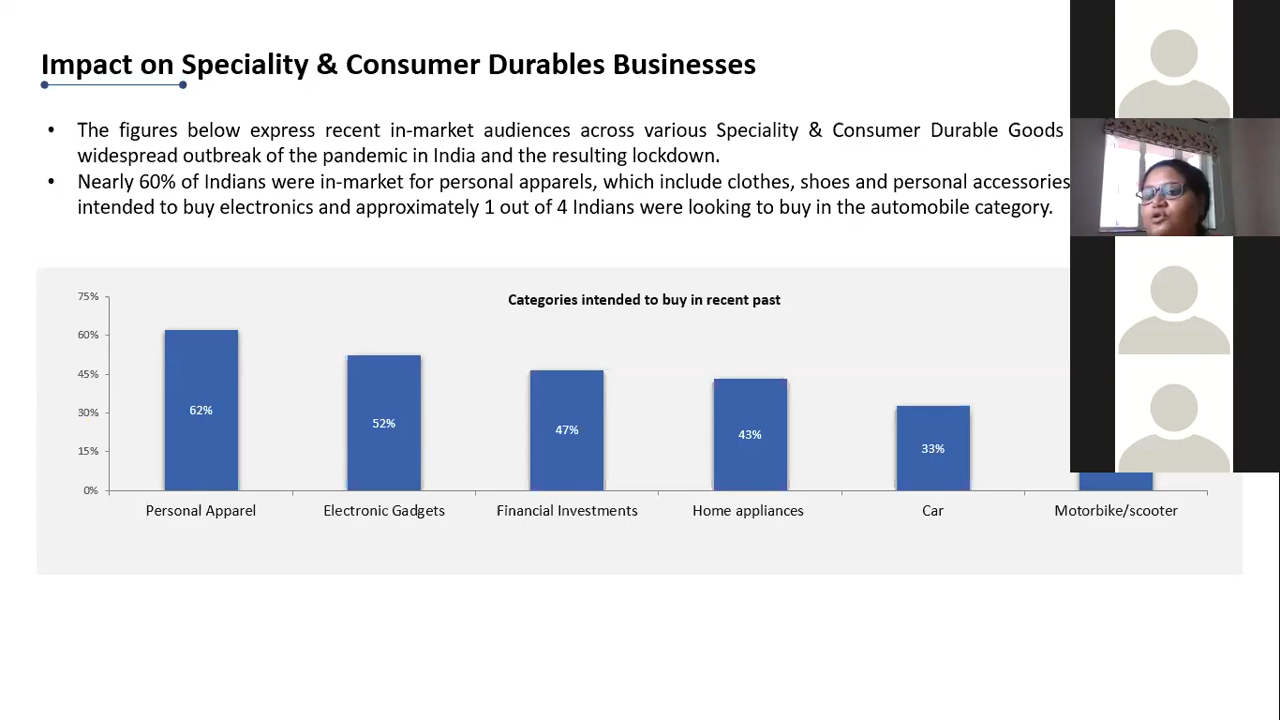 Impact on Speciality & Consumer Durables Businesses
• The figures below express recent in-market audiences across various Speciality & Consumer Durable Goods
widespread outbreak of the pandemic in India and the resulting lockdown.
• Nearly 60% of Indians were in-market for personal apparels, which include clothes, shoes and personal accessories
intended to buy electronics and approximately 1 out of 4 Indians were looking to buy in the automobile category.
Categories intended to buy in recent past
75%
60%
45%
30%
15%
0%
62%
52%
47%
43%
33%
Personal Apparel
Electronic Gadgets
Financial Investments
Home appliances
Car
Motorbike/scooter